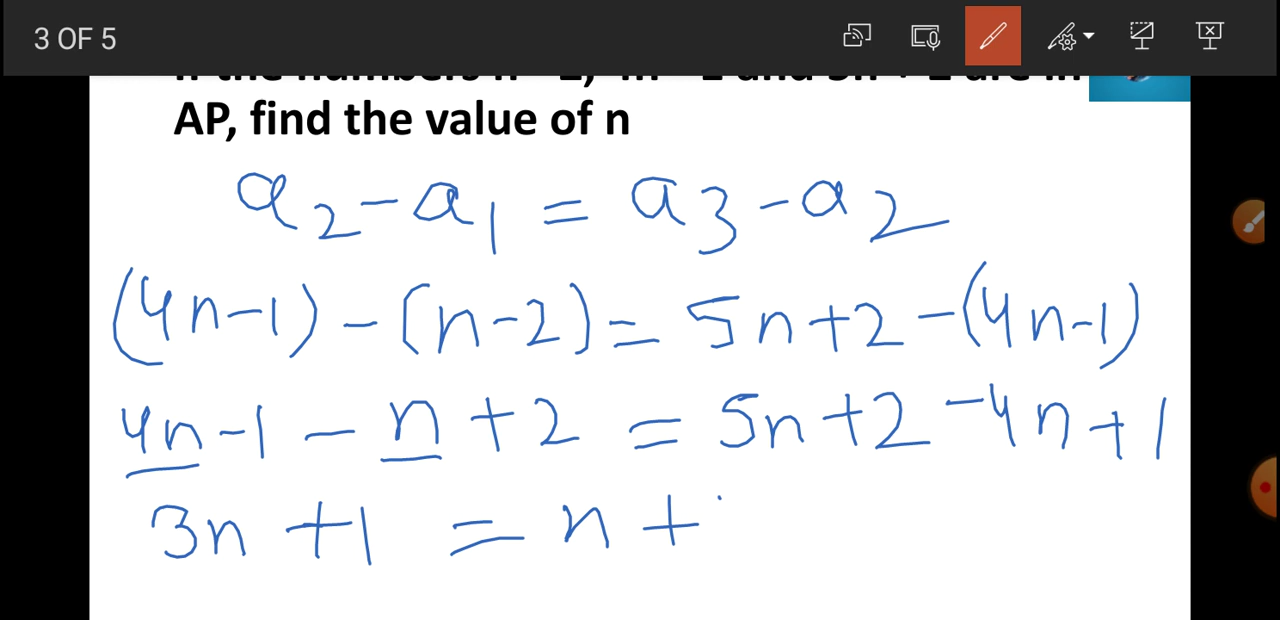 3 OF 5
AP, find the value of n
a2 - a1 = a3 - a2
(4n-1) - (n-2) = 5n+2 - (4n-1)
4n-1 - n + 2 = 5n+2 - 4n + 1
3n + 1 = n +